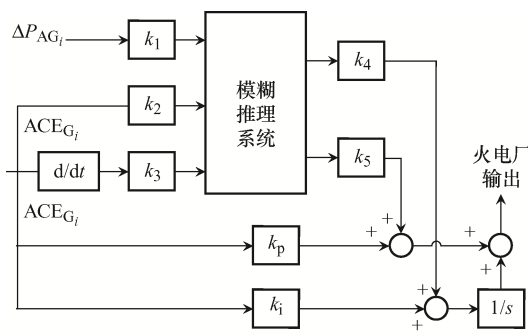 ΔP_AGi
k1
k4
模糊
推理
系统
k2
ACE_Gi
k5
火电厂
输出
d/dt
k3
ACE_Gi
+
+
kp
+
+
+
+
ki
+
+
1/s